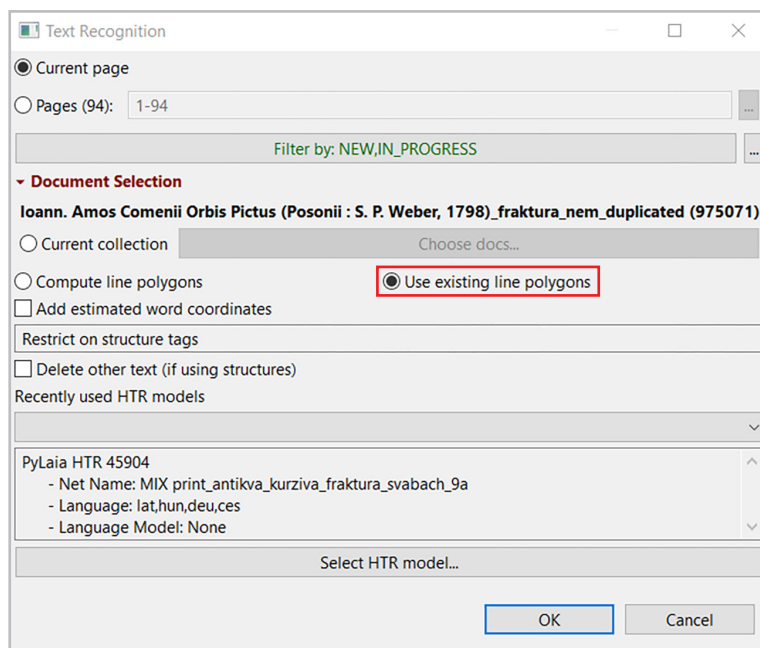 Text Recognition
Current page
Pages (94): 1-94 ...
Filter by: NEW,IN_PROGRESS ...
Document Selection
Ioann. Amos Comenii Orbis Pictus (Posonii : S. P. Weber, 1798)_fraktura_nem_duplicated (975071)
Current collection Choose docs...
Compute line polygons Use existing line polygons
Add estimated word coordinates
Restrict on structure tags
Delete other text (if using structures)
Recently used HTR models
PyLaia HTR 45904
- Net Name: MIX print_antikva_kurziva_fraktura_svabach_9a
- Language: lat,hun,deu,ces
- Language Model: None
Select HTR model...
OK Cancel